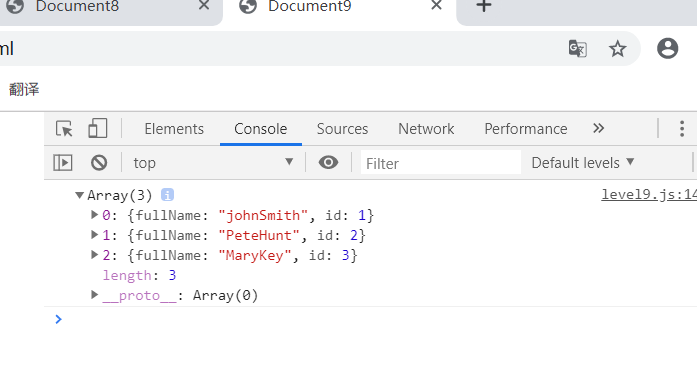 Document8
Document9
ml
翻译
Elements Console Sources Network Performance
top Filter Default levels
Array(3) i level9.js:14
0: {fullName: "johnSmith", id: 1}
1: {fullName: "PeteHunt", id: 2}
2: {fullName: "MaryKey", id: 3}
length: 3
__proto__: Array(0)